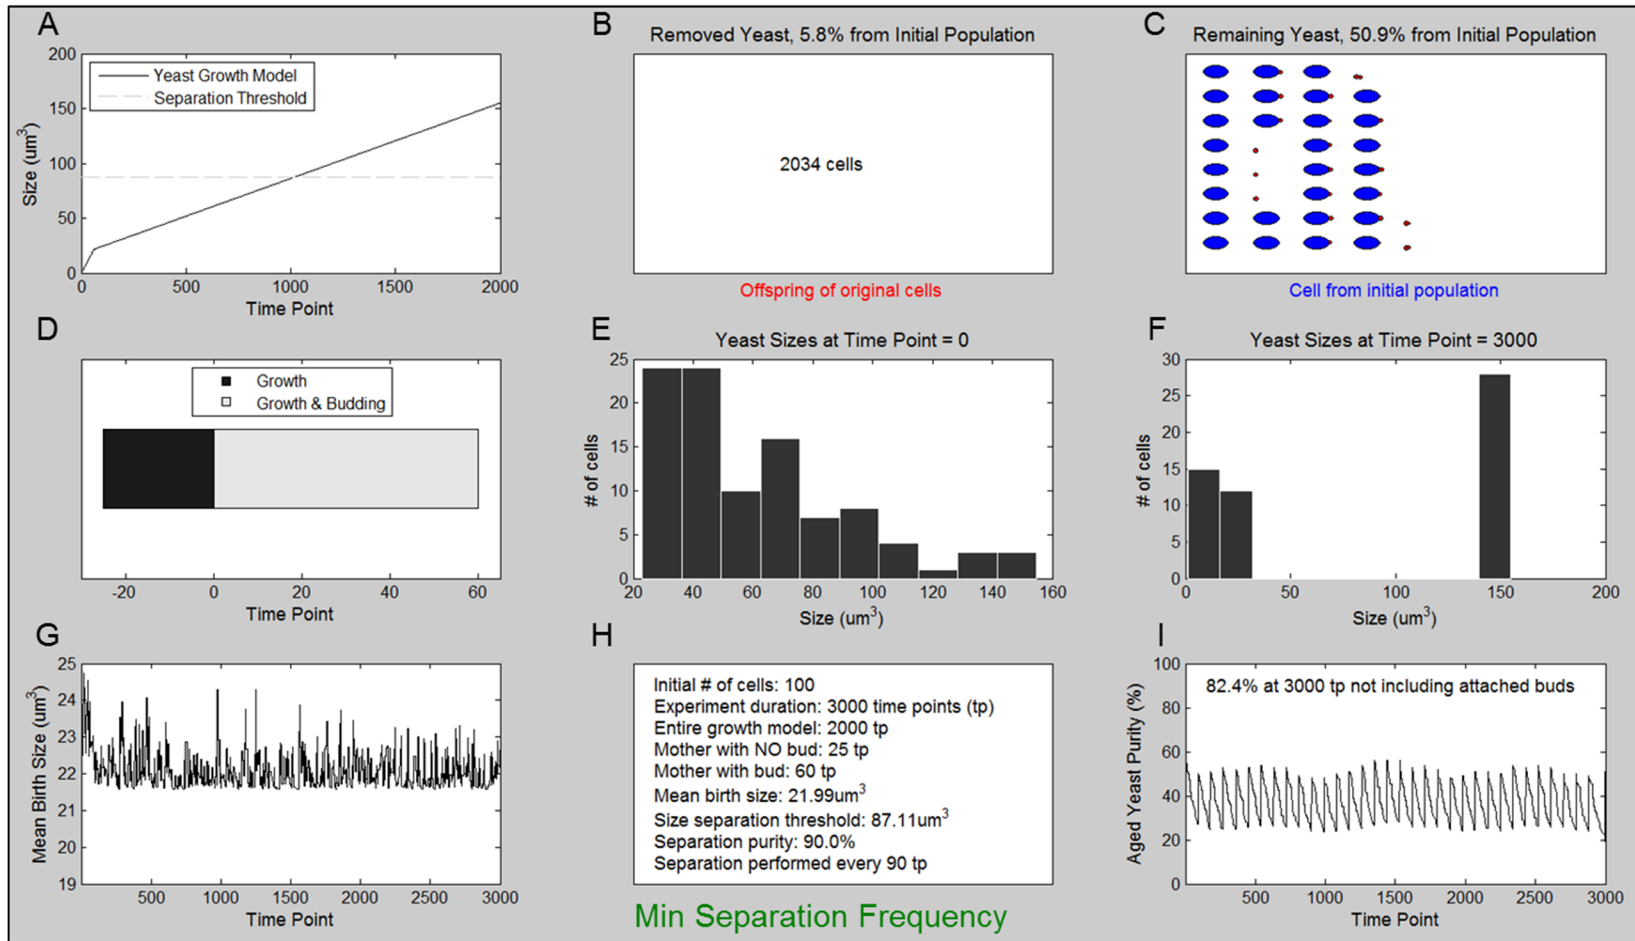 A
200
150
100
50
0
Size (um³)
Yeast Growth Model
Separation Threshold
0 500 1000 1500 2000
Time Point
B
Removed Yeast, 5.8% from Initial Population
2034 cells
Offspring of original cells
C
Remaining Yeast, 50.9% from Initial Population
Cell from initial population
D
Growth
Growth & Budding
-20 0 20 40 60
Time Point
E
Yeast Sizes at Time Point = 0
25
20
15
10
5
0
# of cells
20 40 60 80 100 120 140 160
Size (um³)
F
Yeast Sizes at Time Point = 3000
30
25
20
15
10
5
0
# of cells
0 50 100 150 200
Size (um³)
G
25
24
23
22
21
20
19
Mean Birth Size (um³)
500 1000 1500 2000 2500 3000
Time Point
H
Initial # of cells: 100
Experiment duration: 3000 time points (tp)
Entire growth model: 2000 tp
Mother with NO bud: 25 tp
Mother with bud: 60 tp
Mean birth size: 21.99um³
Size separation threshold: 87.11um³
Separation purity: 90.0%
Separation performed every 90 tp
Min Separation Frequency
I
100
80
60
40
20
0
Aged Yeast Purity (%)
82.4% at 3000 tp not including attached buds
500 1000 1500 2000 2500 3000
Time Point